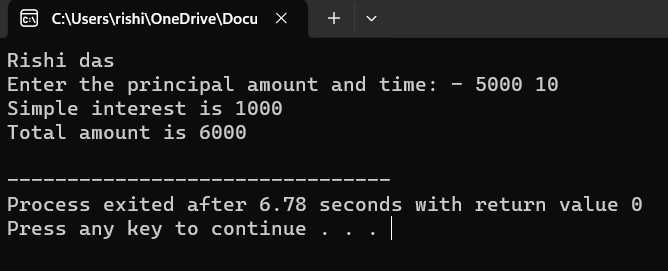 C:\Users\rishi\OneDrive\Docu
Rishi das
Enter the principal amount and time: - 5000 10
Simple interest is 1000
Total amount is 6000
--------------------------------
Process exited after 6.78 seconds with return value 0
Press any key to continue . . .